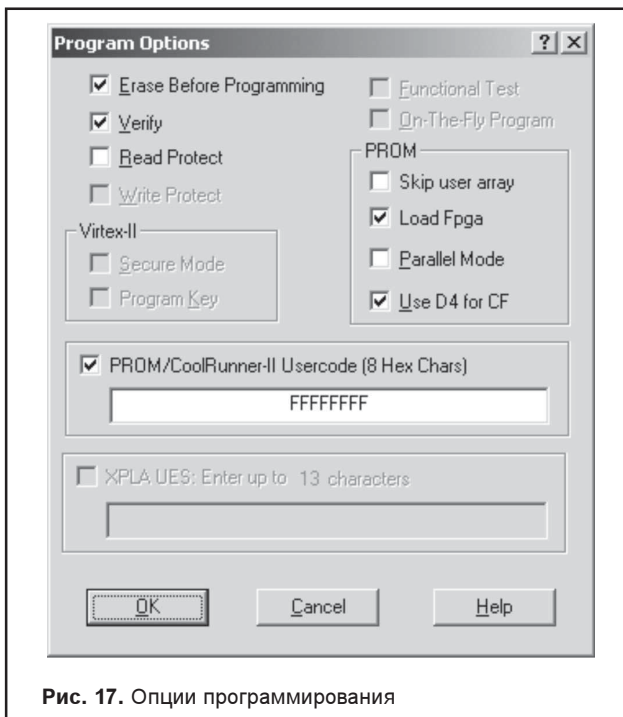 Program Options
Erase Before Programming
Verify
Read Protect
Write Protect
Functional Test
On-The-Fly Program
PROM
Skip user array
Load Fpga
Parallel Mode
Use D4 for CF
Virtex-II
Secure Mode
Program Key
PROM/CoolRunner-II Usercode (8 Hex Chars)
FFFFFFFF
XPLA UES: Enter up to 13 characters
OK Cancel Help
Рис. 17. Опции программирования